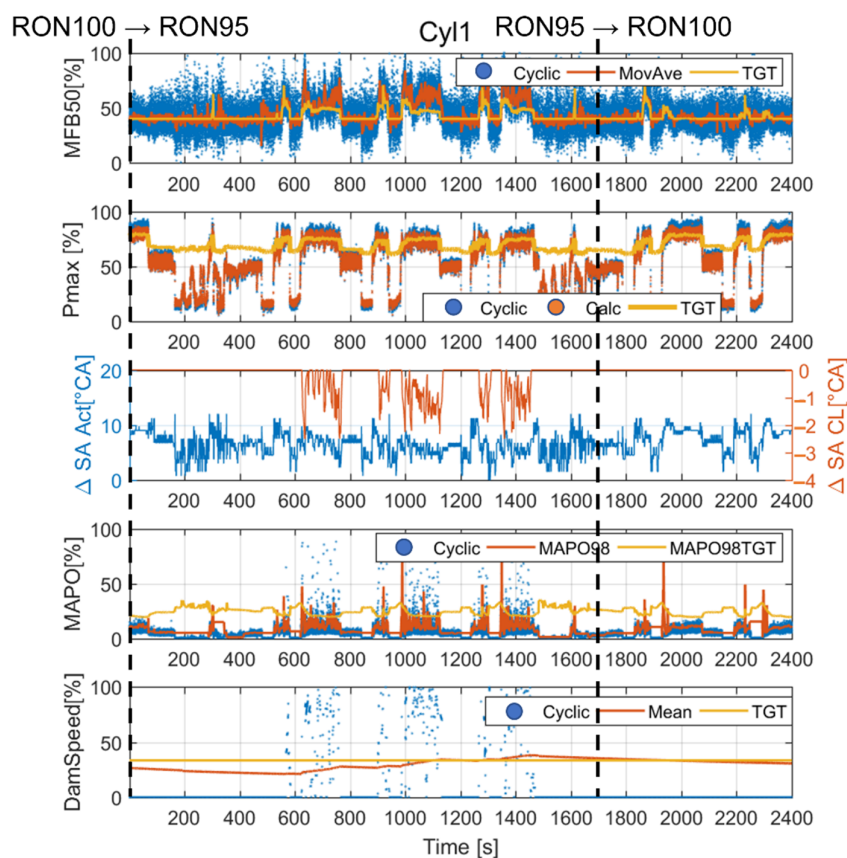 RON100 → RON95
Cyl1
RON95 → RON100
MFB50[%]
100
50
0
Cyclic MovAve TGT
200 400 600 800 1000 1200 1400 1600 1800 2000 2200 2400
Pmax [%]
100
50
0
Cyclic Calc TGT
200 400 600 800 1000 1200 1400 1600 1800 2000 2200 2400
Δ SA Act[°CA]
20
10
0
0
-1
-2
-3
-4
Δ SA CL[°CA]
200 400 600 800 1000 1200 1400 1600 1800 2000 2200 2400
MAPO[%]
100
50
0
Cyclic MAPO98 MAPO98TGT
200 400 600 800 1000 1200 1400 1600 1800 2000 2200 2400
DamSpeed[%]
100
50
0
Cyclic Mean TGT
200 400 600 800 1000 1200 1400 1600 1800 2000 2200 2400
Time [s]